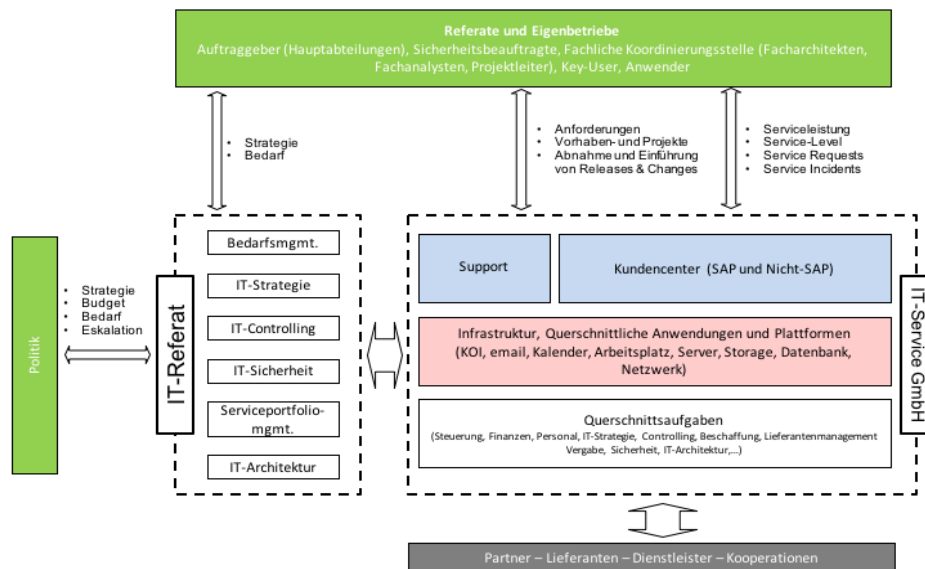 Referate und Eigenbetriebe
Auftraggeber (Hauptabteilungen), Sicherheitsbeauftragte, Fachliche Koordinierungsstelle (Facharchitekten,
Fachanalysten, Projektleiter), Key-User, Anwender
• Strategie
• Bedarf
• Anforderungen
• Vorhaben- und Projekte
• Abnahme und Einführung
von Releases & Changes
• Serviceleistung
• Service-Level
• Service Requests
• Service Incidents
Politik
• Strategie
• Budget
• Bedarf
• Eskalation
IT-Referat
Bedarfsmgmt.
IT-Strategie
IT-Controlling
IT-Sicherheit
Serviceportfolio-
mgmt.
IT-Architektur
Support
Kundencenter (SAP und Nicht-SAP)
Infrastruktur, Querschnittliche Anwendungen und Plattformen
(KOI, email, Kalender, Arbeitsplatz, Server, Storage, Datenbank,
Netzwerk)
Querschnittsaufgaben
(Steuerung, Finanzen, Personal, IT-Strategie, Controlling, Beschaffung, Lieferantenmanagement
Vergabe, Sicherheit, IT-Architektur,...)
IT-Service GmbH
Partner – Lieferanten – Dienstleister – Kooperationen